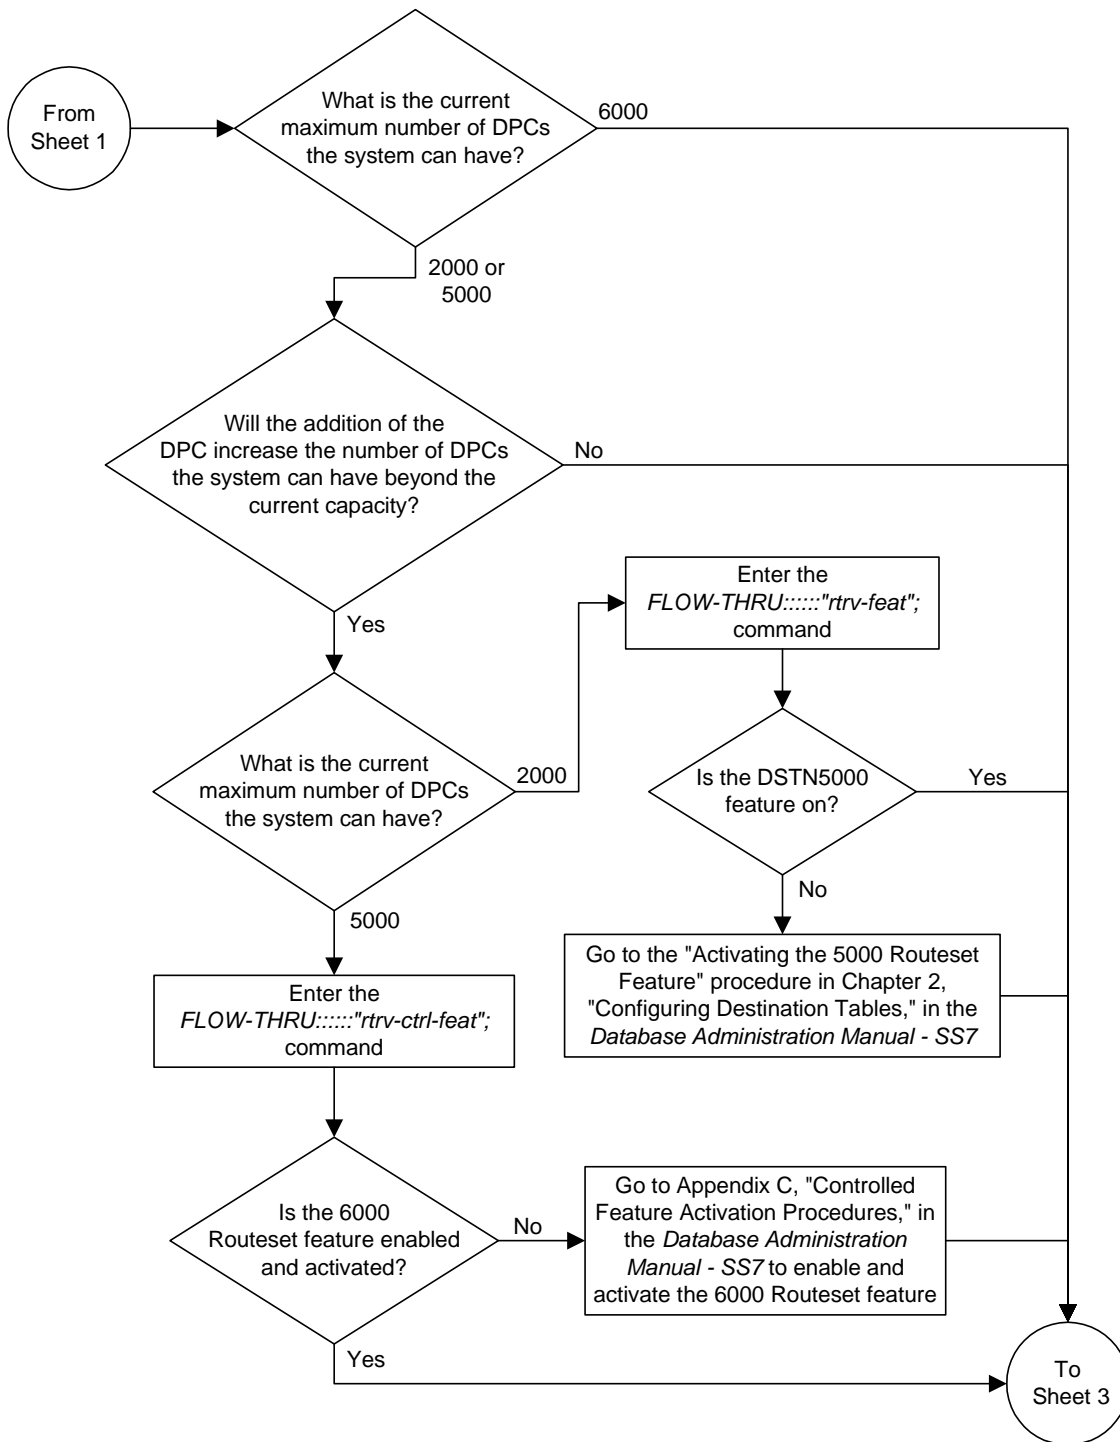 From
Sheet 1
What is the current
maximum number of DPCs
the system can have?
6000
2000 or
5000
Will the addition of the
DPC increase the number of DPCs
the system can have beyond the
current capacity?
No
Yes
Enter the
FLOW-THRU::::::"rtrv-feat";
command
What is the current
maximum number of DPCs
the system can have?
2000
Is the DSTN5000
feature on?
Yes
No
5000
Go to the "Activating the 5000 Routeset
Feature" procedure in Chapter 2,
"Configuring Destination Tables," in the
Database Administration Manual - SS7
Enter the
FLOW-THRU::::::"rtrv-ctrl-feat";
command
Is the 6000
Routeset feature enabled
and activated?
No
Go to Appendix C, "Controlled
Feature Activation Procedures," in
the Database Administration
Manual - SS7 to enable and
activate the 6000 Routeset feature
Yes
To
Sheet 3